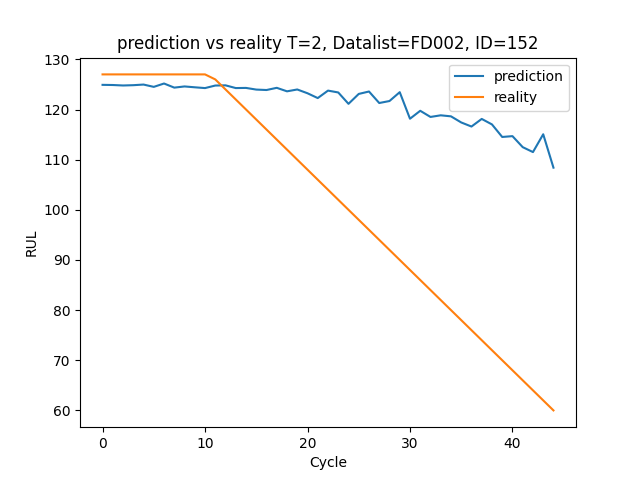 prediction vs reality T=2, Datalist=FD002, ID=152
130
120
110
100
90
80
70
60
RUL
0 10 20 30 40
Cycle
prediction
reality